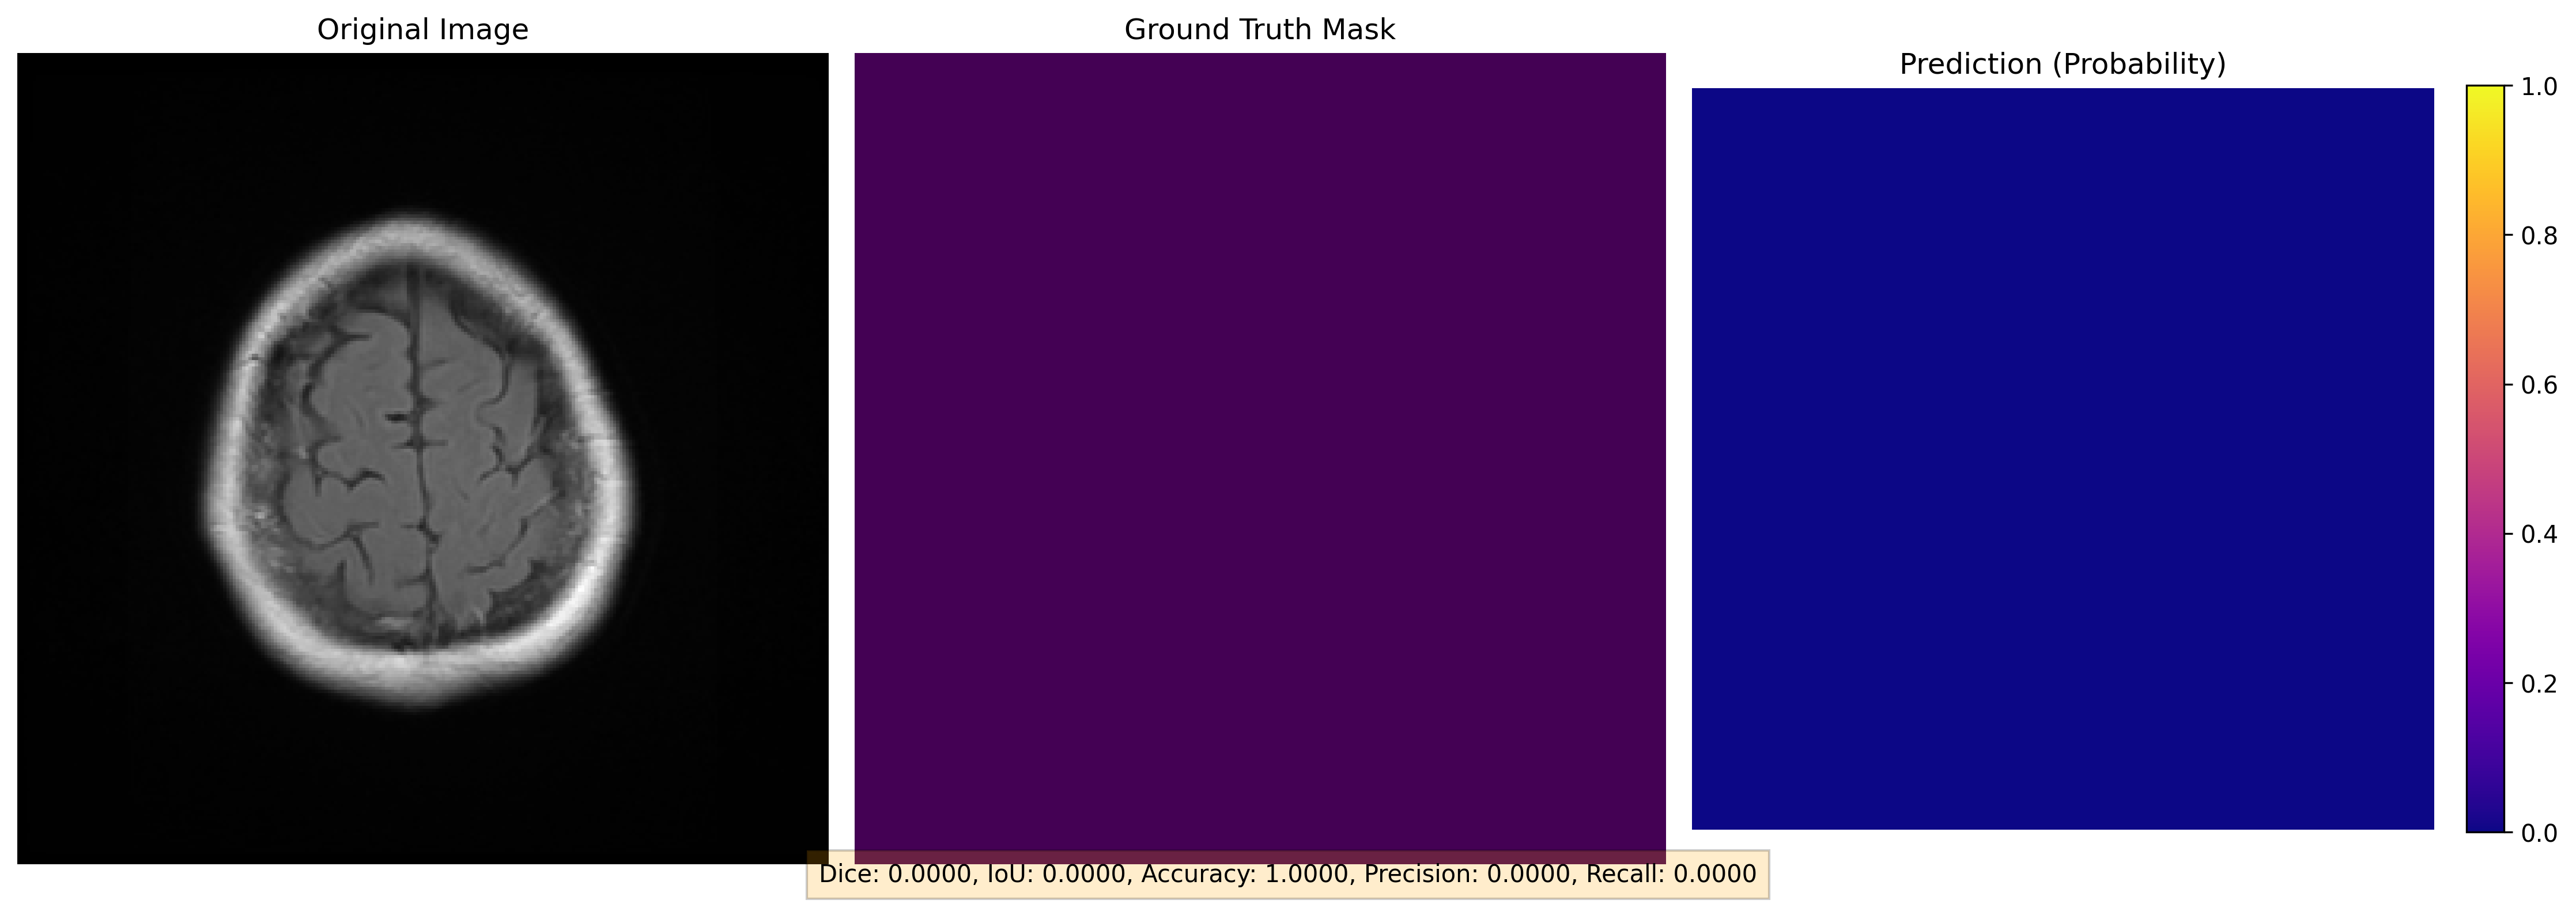 Original Image
Ground Truth Mask
Prediction (Probability)
1.0
0.8
0.6
0.4
0.2
0.0
Dice: 0.0000, IoU: 0.0000, Accuracy: 1.0000, Precision: 0.0000, Recall: 0.0000